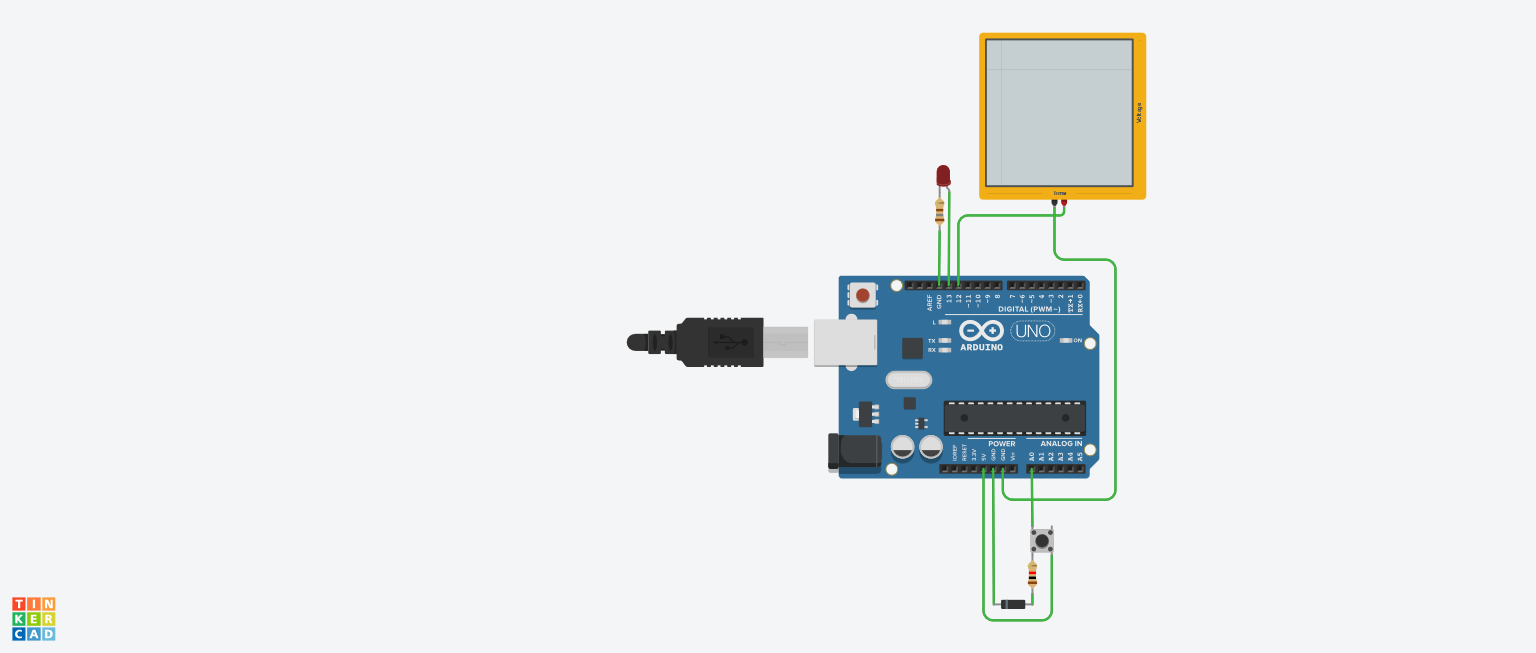 Voltage
AREF
GND
13
12
~11
~10
~9
8
7
~6
~5
4
~3
2
TX→1
RX←0
DIGITAL (PWM~)
L
TX
RX
ARDUINO
UNO
ON
POWER
ANALOG IN
IOREF
RESET
3.3V
5V
GND
GND
Vin
A0
A1
A2
A3
A4
A5
TIN
KER
CAD